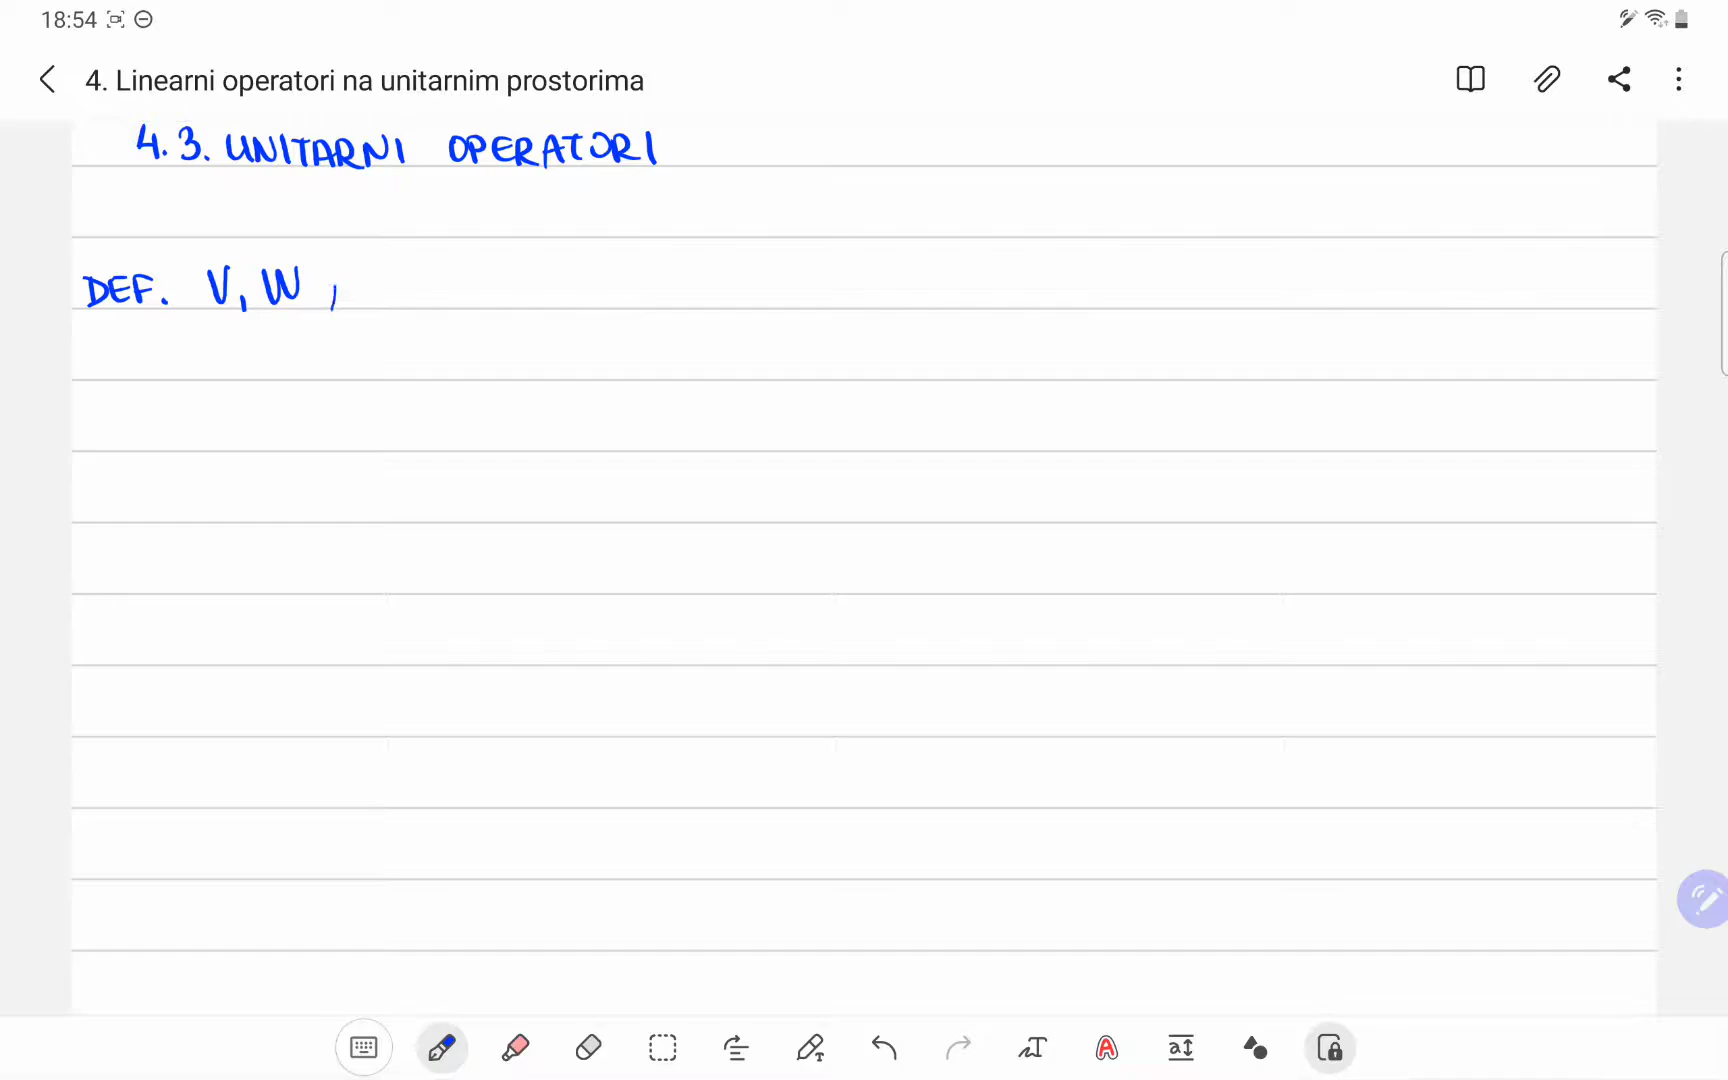 18:54
4. Linearni operatori na unitarnim prostorima
4.3. UNITARNI OPERATORI
DEF. V, W,